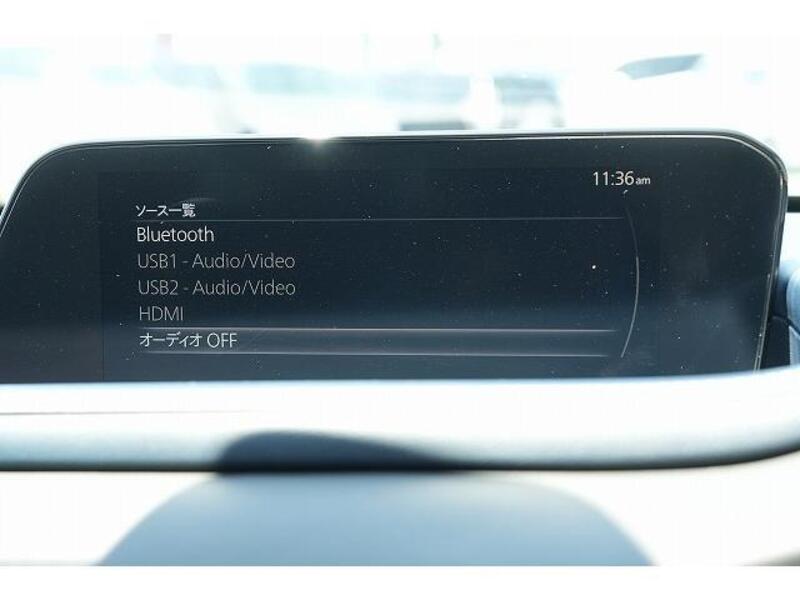 11:36am
ソース一覧
Bluetooth
USB1 - Audio/Video
USB2 - Audio/Video
HDMI
オーディオ OFF